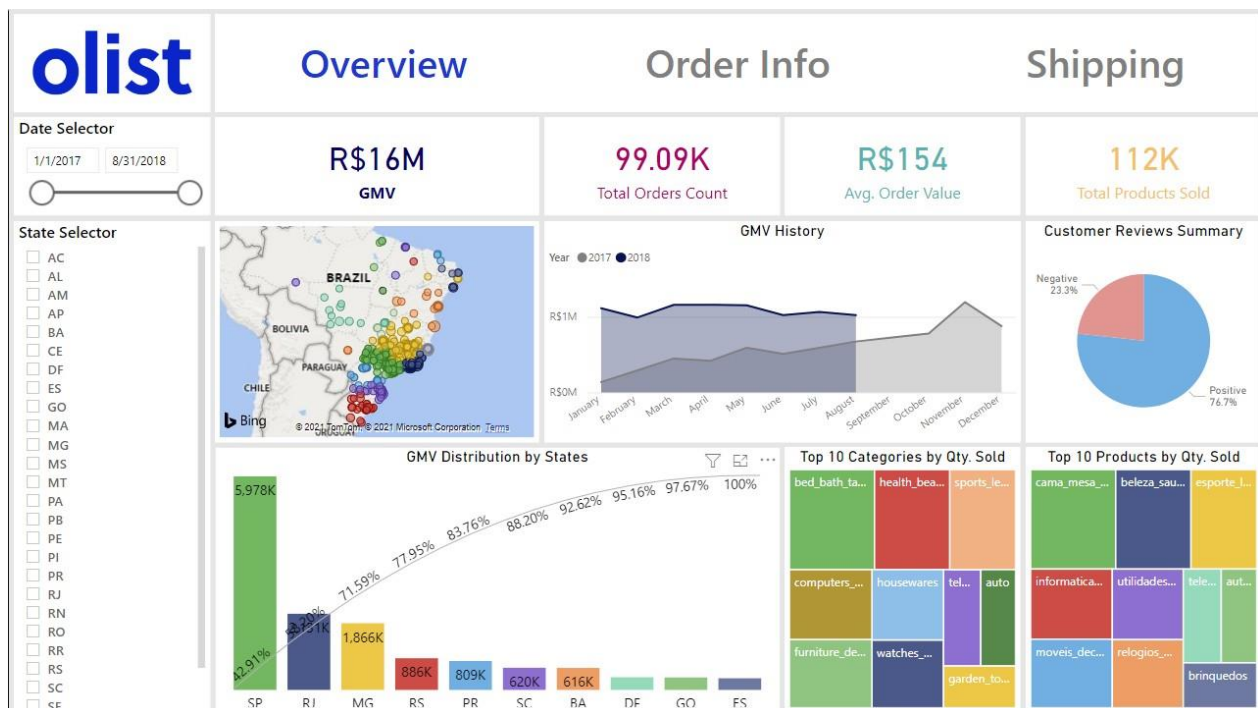 olist
Overview
Order Info
Shipping
Date Selector
1/1/2017
8/31/2018
R$16M
GMV
99.09K
Total Orders Count
R$154
Avg. Order Value
112K
Total Products Sold
State Selector
AC
AL
AM
AP
BA
CE
DF
ES
GO
MA
MG
MS
MT
PA
PB
PE
PI
PR
RJ
RN
RO
RR
RS
SC
SE
BRAZIL
BOLIVIA
PARAGUAY
CHILE
URUGUAY
Bing
© 2021 TomTom, © 2021 Microsoft Corporation Terms
GMV History
Year 2017 2018
R$1M
R$0M
January
February
March
April
May
June
July
August
September
October
November
December
Customer Reviews Summary
Negative
23.3%
Positive
76.7%
GMV Distribution by States
5,978K
1,866K
886K
809K
620K
616K
42.91%
71.59%
77.95%
83.76%
88.20%
92.62%
95.16%
97.67%
100%
SP
RJ
MG
RS
PR
SC
BA
DF
GO
ES
Top 10 Categories by Qty. Sold
bed_bath_ta...
health_bea...
sports_le...
computers_...
housewares
tel...
auto
furniture_de...
watches_...
garden_to...
Top 10 Products by Qty. Sold
cama_mesa_...
beleza_sau...
esporte_l...
informatica...
utilidades...
tele...
aut...
moveis_dec...
relogios_...
brinquedos